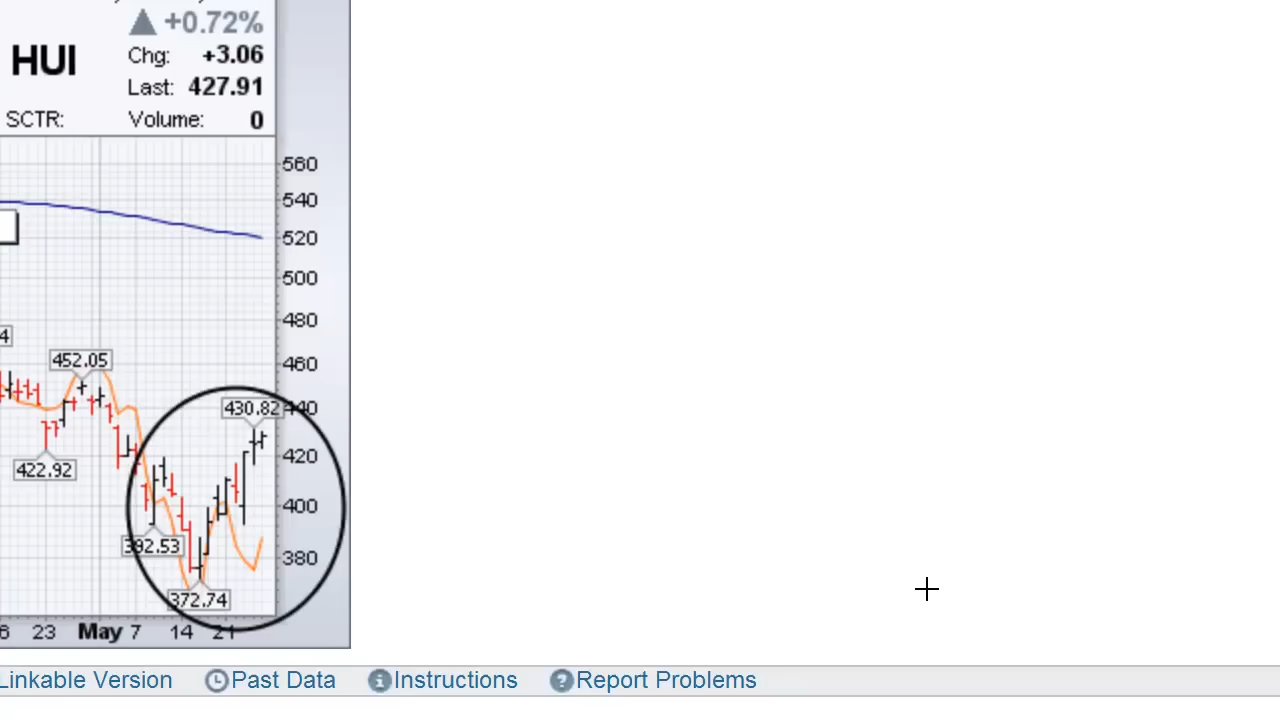 +0.72%
HUI
Chg: +3.06
Last: 427.91
SCTR:
Volume: 0
560
540
520
500
480
4
452.05
460
430.82
440
420
422.92
400
392.53
380
372.74
6 23 May 7 14 21
Linkable Version Past Data Instructions Report Problems